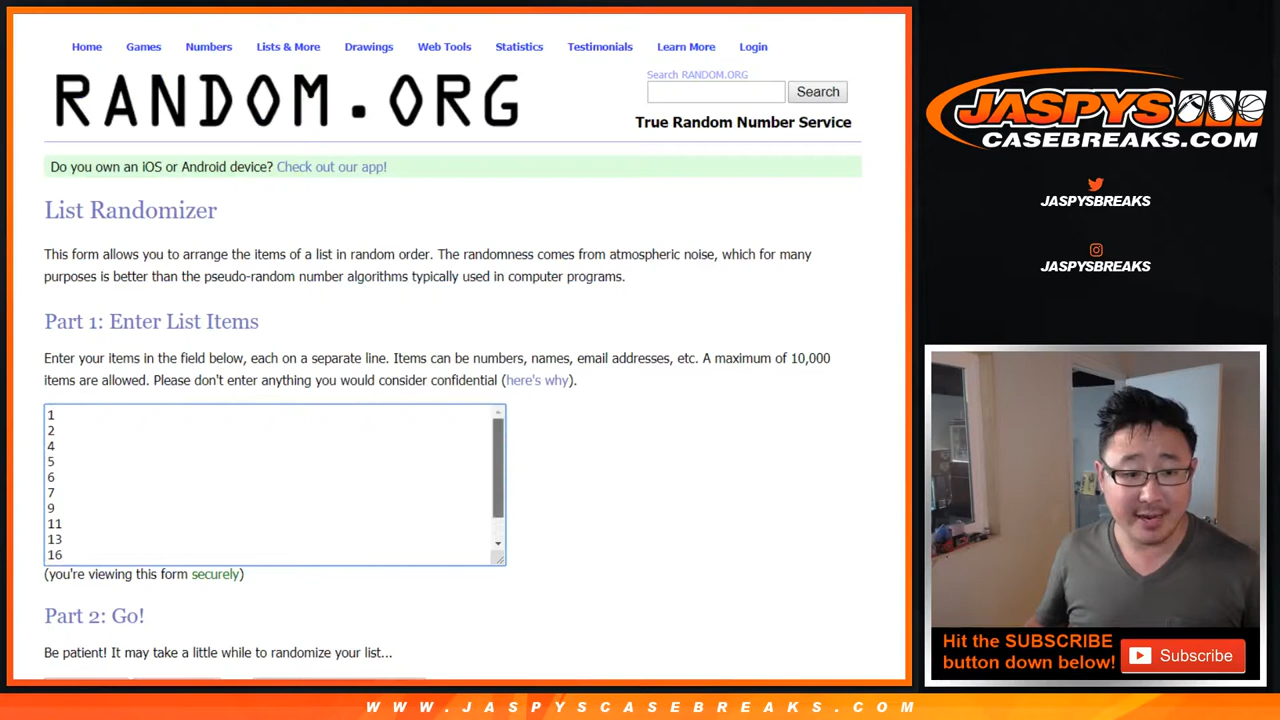 Home Games Numbers Lists & More Drawings Web Tools Statistics Testimonials Learn More Login
RANDOM.ORG
Search RANDOM.ORG
Search
True Random Number Service
Do you own an iOS or Android device? Check out our app!
List Randomizer
This form allows you to arrange the items of a list in random order. The randomness comes from atmospheric noise, which for many
purposes is better than the pseudo-random number algorithms typically used in computer programs.
Part 1: Enter List Items
Enter your items in the field below, each on a separate line. Items can be numbers, names, email addresses, etc. A maximum of 10,000
items are allowed. Please don't enter anything you would consider confidential (here's why).
1
2
4
5
6
7
9
11
13
16
(you're viewing this form securely)
Part 2: Go!
Be patient! It may take a little while to randomize your list...
JASPYS
CASEBREAKS.COM
JASPYSBREAKS
JASPYSBREAKS
Hit the SUBSCRIBE
button down below!
Subscribe
WWW.JASPYSCASEBREAKS.COM